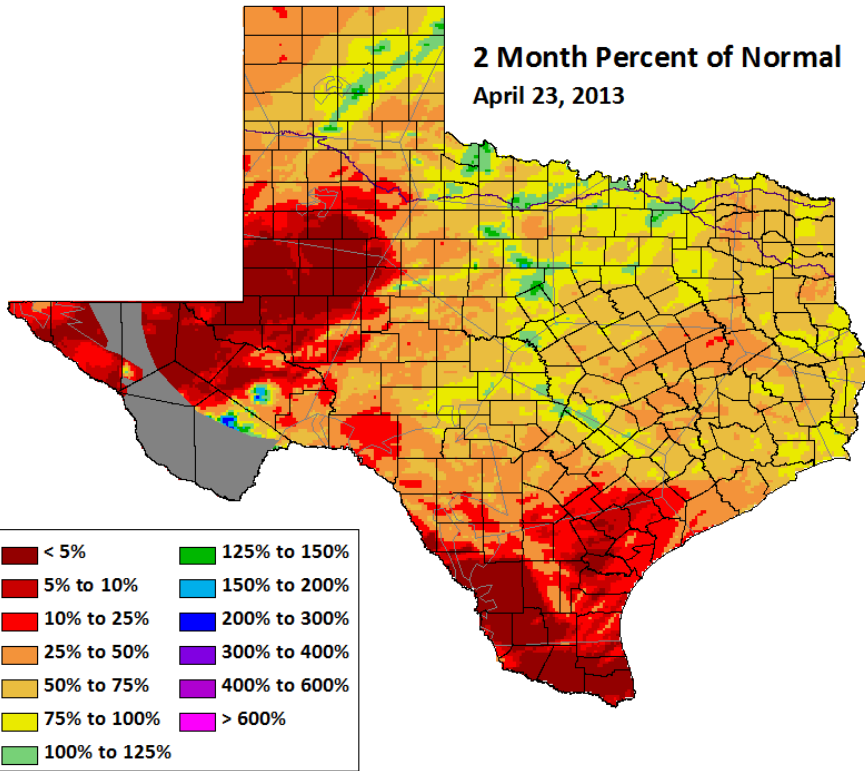 2 Month Percent of Normal
April 23, 2013
< 5%
5% to 10%
10% to 25%
25% to 50%
50% to 75%
75% to 100%
100% to 125%
125% to 150%
150% to 200%
200% to 300%
300% to 400%
400% to 600%
> 600%